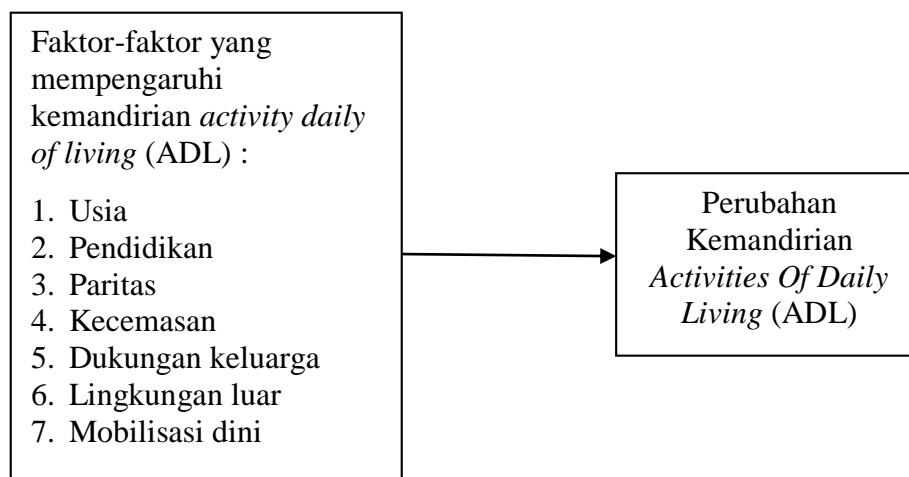 Faktor-faktor yang
mempengaruhi
kemandirian activity daily
of living (ADL) :
1. Usia
2. Pendidikan
3. Paritas
4. Kecemasan
5. Dukungan keluarga
6. Lingkungan luar
7. Mobilisasi dini
Perubahan
Kemandirian
Activities Of Daily
Living (ADL)